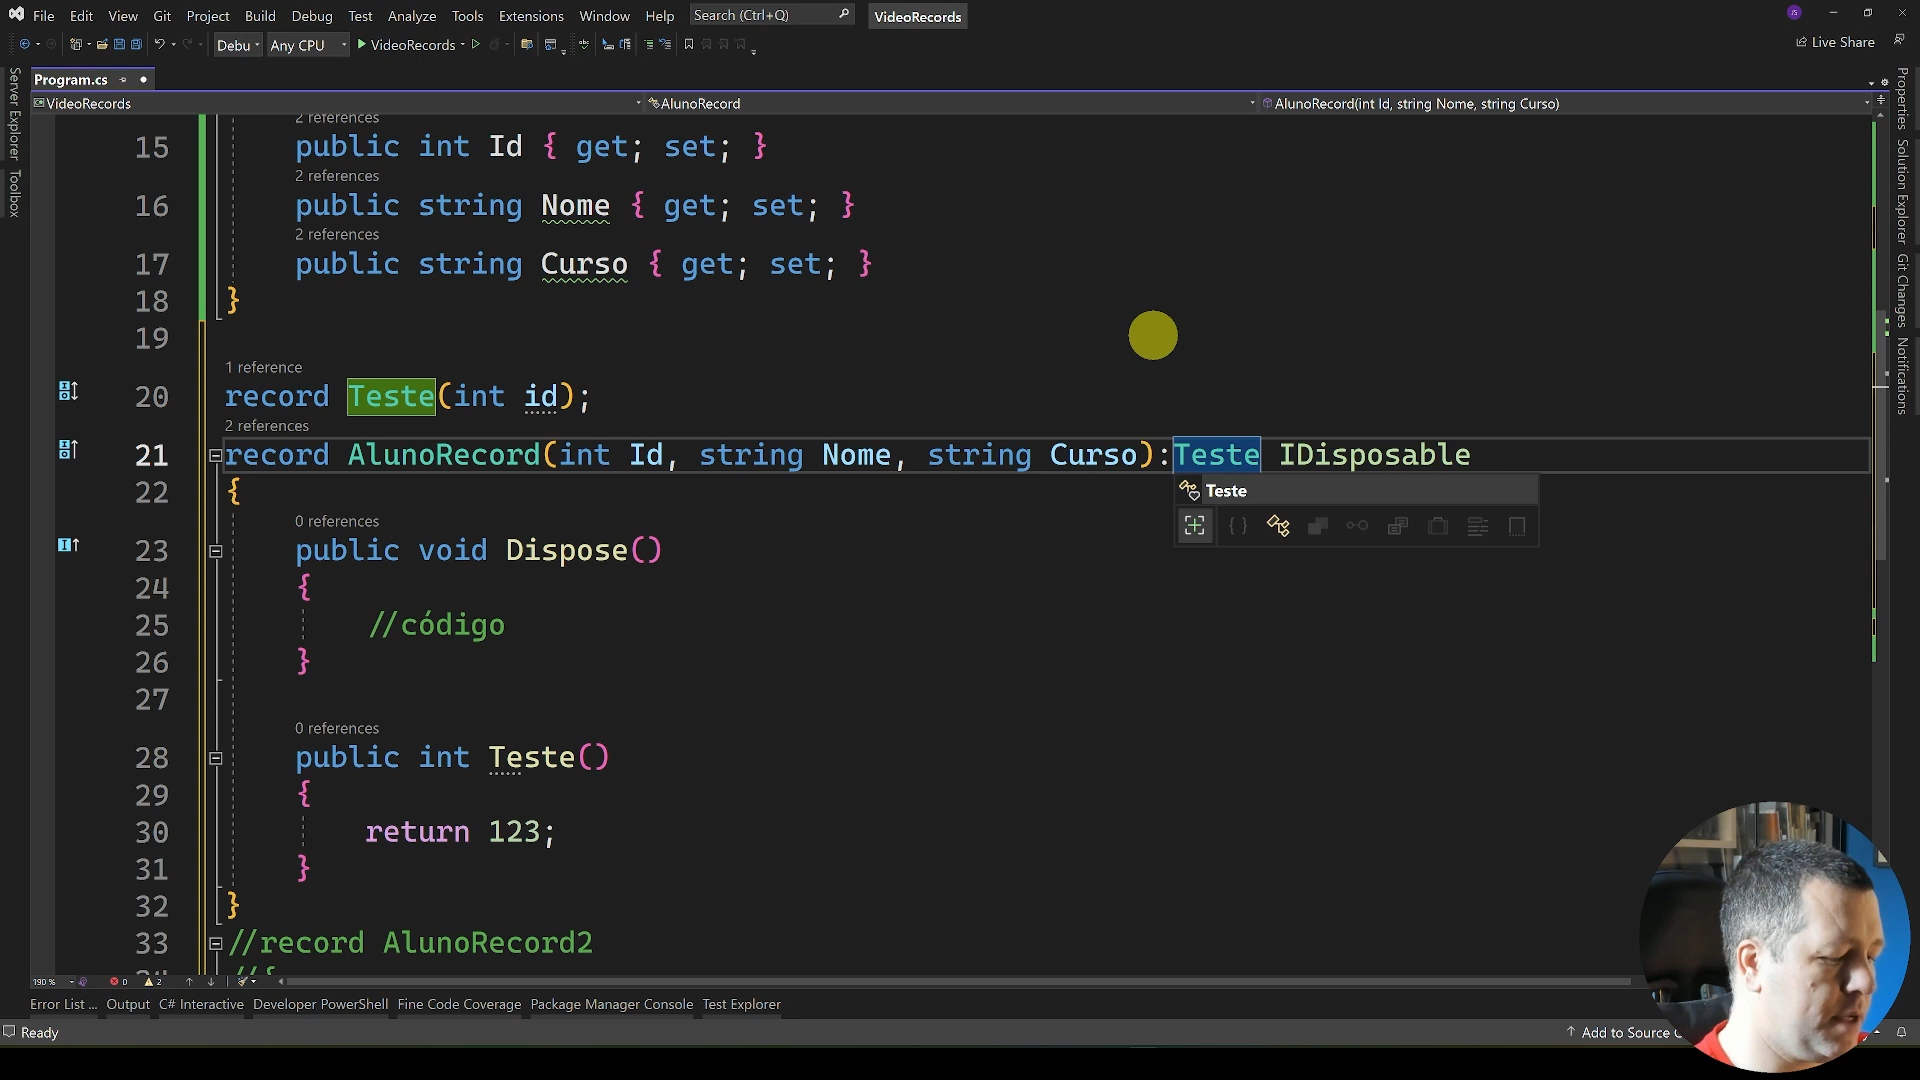 File Edit View Git Project Build Debug Test Analyze Tools Extensions Window Help Search (Ctrl+Q) VideoRecords
Debu Any CPU VideoRecords Live Share
Program.cs
VideoRecords AlunoRecord AlunoRecord(int Id, string Nome, string Curso)
Server Explorer
Toolbox
Properties
Solution Explorer
Git Changes
Notifications
2 references
15 public int Id { get; set; }
2 references
16 public string Nome { get; set; }
2 references
17 public string Curso { get; set; }
18 }
19
1 reference
20 record Teste(int id);
2 references
21 record AlunoRecord(int Id, string Nome, string Curso):Teste IDisposable
Teste
22 {
0 references
23 public void Dispose()
24 {
25 //código
26 }
27
0 references
28 public int Teste()
29 {
30 return 123;
31 }
32 }
33 //record AlunoRecord2
//{
190 % 0 2
Error List ... Output C# Interactive Developer PowerShell Fine Code Coverage Package Manager Console Test Explorer
Ready Add to Source C